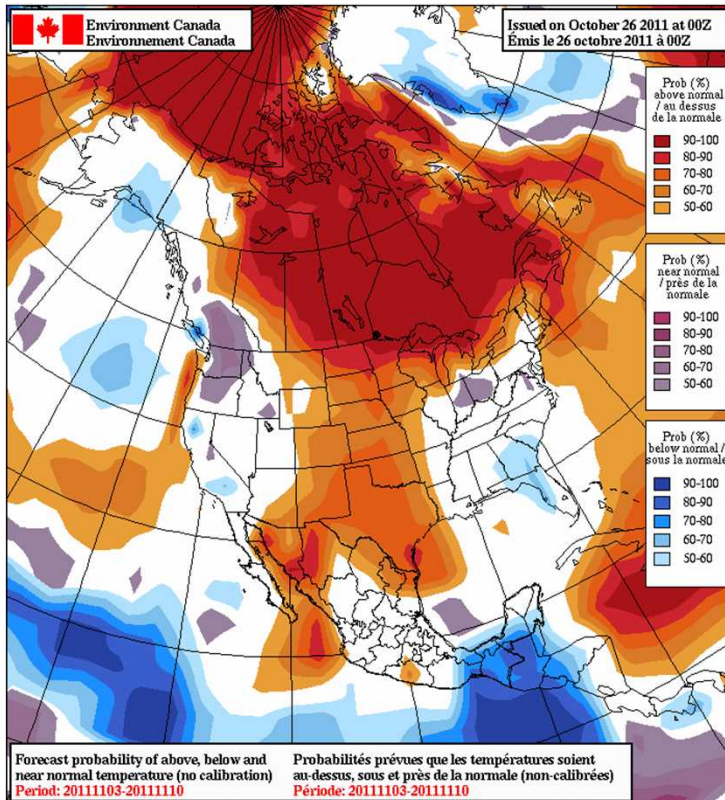 Environment Canada
Environnement Canada
Issued on October 26 2011 at 00Z
Émis le 26 octobre 2011 à 00Z
Prob (%)
above normal
/ au dessus
de la normale
90-100
80-90
70-80
60-70
50-60
Prob (%)
near normal
/ près de la
normale
90-100
80-90
70-80
60-70
50-60
Prob (%)
below normal /
sous la normale
90-100
80-90
70-80
60-70
50-60
Forecast probability of above, below and
near normal temperature (no calibration)
Period: 20111103-20111110
Probabilités prévues que les températures soient
au-dessus, sous et près de la normale (non-calibrées)
Période: 20111103-20111110